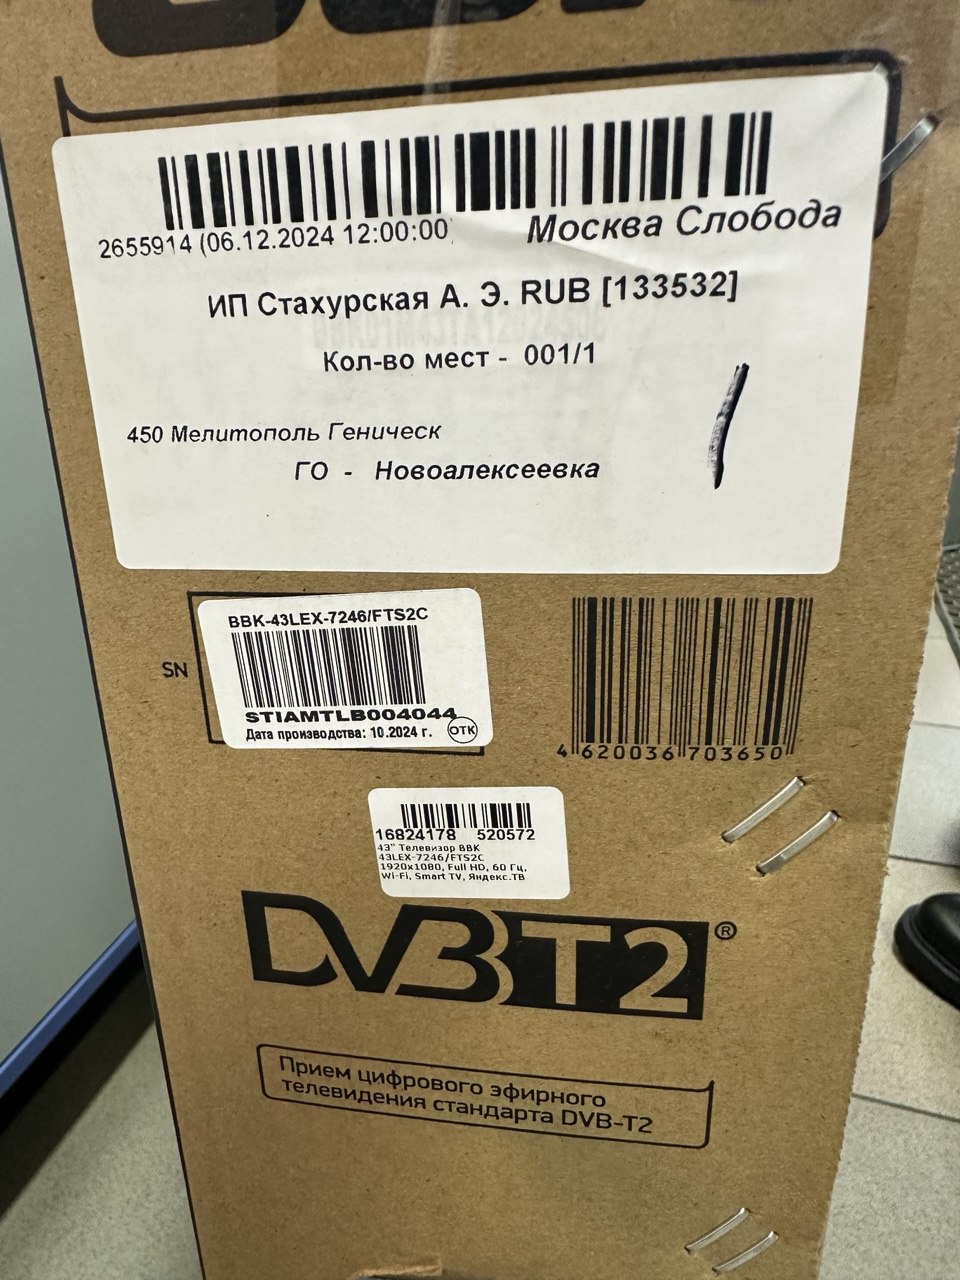 2655914 (06.12.2024 12:00:00)
Москва Слобода
ИП Стахурская А. Э. RUB [133532]
Кол-во мест - 001/1
450 Мелитополь Геническ
ГО - Новоалексеевка
BBK-43LEX-7246/FTS2C
SN
STIAMTLB004044
Дата производства: 10.2024 г. ОТК
4 620036 703650
16824178 520572
43" Телевизор BBK
43LEX-7246/FTS2C
1920x1080, Full HD, 60 Гц,
Wi-Fi, Smart TV, Яндекс.ТВ
DVB T2®
Прием цифрового эфирного
телевидения стандарта DVB-T2